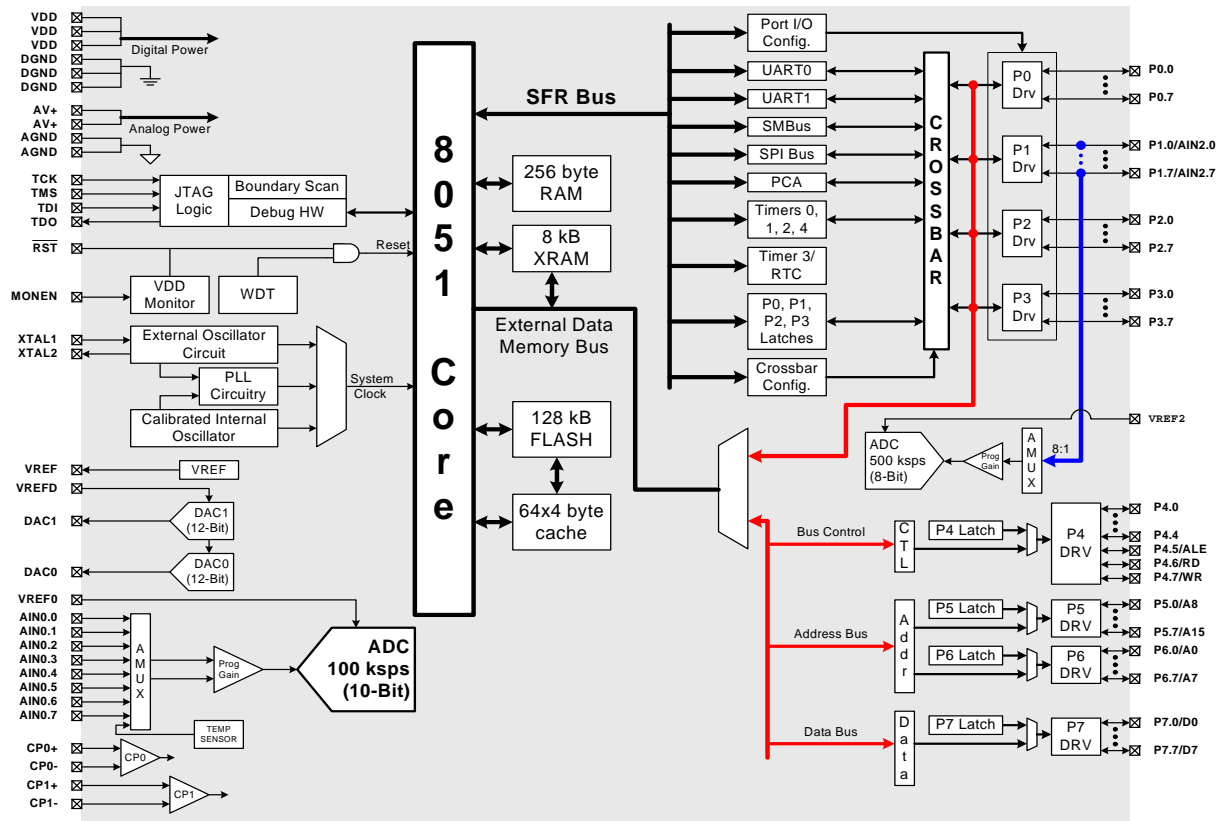 VDD
VDD
VDD
DGND
DGND
DGND
Digital Power
AV+
AV+
AGND
AGND
Analog Power
TCK
TMS
TDI
TDO
JTAG
Logic
Boundary Scan
Debug HW
RST
Reset
MONEN
VDD
Monitor
WDT
XTAL1
XTAL2
External Oscillator
Circuit
PLL
Circuitry
Calibrated Internal
Oscillator
System
Clock
VREF
VREF
VREFD
DAC1
DAC1
(12-Bit)
DAC0
DAC0
(12-Bit)
VREF0
AIN0.0
AIN0.1
AIN0.2
AIN0.3
AIN0.4
AIN0.5
AIN0.6
AIN0.7
AMUX
Prog
Gain
ADC
100 ksps
(10-Bit)
TEMP
SENSOR
CP0+
CP0-
CP0
CP1+
CP1-
CP1
8051 Core
SFR Bus
256 byte
RAM
8 kB
XRAM
External Data
Memory Bus
128 kB
FLASH
64x4 byte
cache
Port I/O
Config.
UART0
UART1
SMBus
SPI Bus
PCA
Timers 0,
1, 2, 4
Timer 3/
RTC
P0, P1,
P2, P3
Latches
Crossbar
Config.
CROSSBAR
P0
Drv
P1
Drv
P2
Drv
P3
Drv
P0.0
P0.7
P1.0/AIN2.0
P1.7/AIN2.7
P2.0
P2.7
P3.0
P3.7
VREF2
ADC
500 ksps
(8-Bit)
Prog
Gain
AMUX
8:1
Bus Control
CTL
P4 Latch
P4
DRV
P4.0
P4.4
P4.5/ALE
P4.6/RD
P4.7/WR
Address Bus
Addr
P5 Latch
P5
DRV
P5.0/A8
P5.7/A15
P6 Latch
P6
DRV
P6.0/A0
P6.7/A7
Data Bus
Data
P7 Latch
P7
DRV
P7.0/D0
P7.7/D7